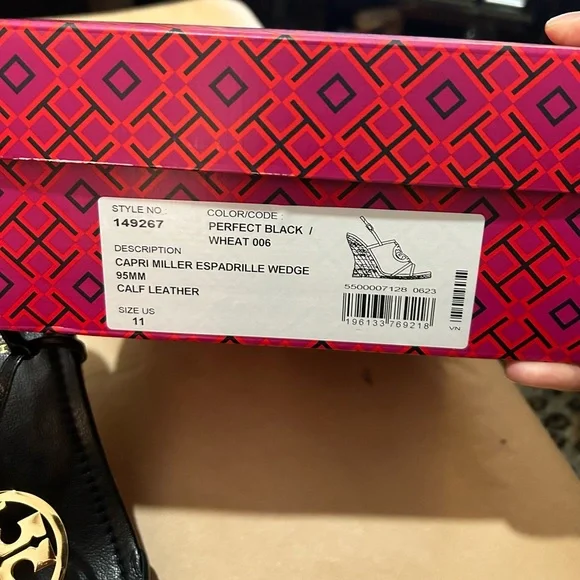 STYLE NO.:
149267
COLOR/CODE :
PERFECT BLACK /
WHEAT 006
DESCRIPTION
CAPRI MILLER ESPADRILLE WEDGE
95MM
CALF LEATHER
SIZE US
11
5500007128 0623
196133 769218
VN